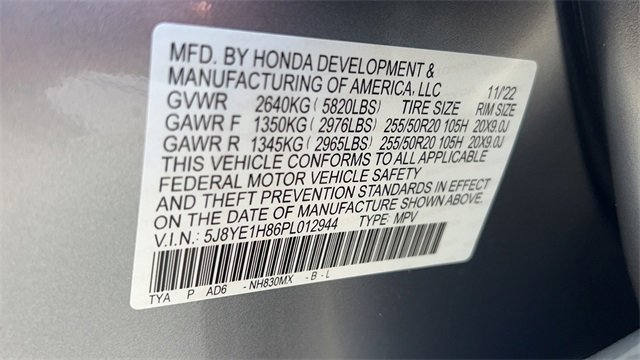 MFD. BY HONDA DEVELOPMENT &
MANUFACTURING OF AMERICA, LLC 11/'22
GVWR 2640KG (5820LBS) TIRE SIZE RIM SIZE
GAWR F 1350KG (2976LBS) 255/50R20 105H 20X9.0J
GAWR R 1345KG (2965LBS) 255/50R20 105H 20X9.0J
THIS VEHICLE CONFORMS TO ALL APPLICABLE
FEDERAL MOTOR VEHICLE SAFETY
AND THEFT PREVENTION STANDARDS IN EFFECT
ON THE DATE OF MANUFACTURE SHOWN ABOVE.
V.I.N.: 5J8YE1H86PL012944 TYPE: MPV
TYA P AD6 - NH830MX - B - L